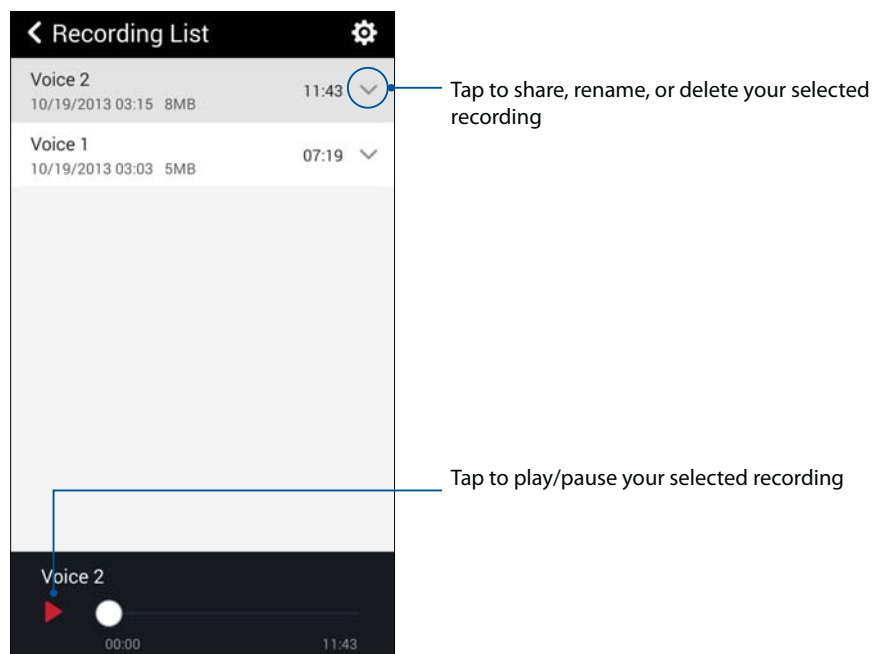 Recording List
Voice 2
11:43
10/19/2013 03:15 8MB
Tap to share, rename, or delete your selected
recording
Voice 1
07:19
10/19/2013 03:03 5MB
Tap to play/pause your selected recording
Voice 2
00:00 11:43